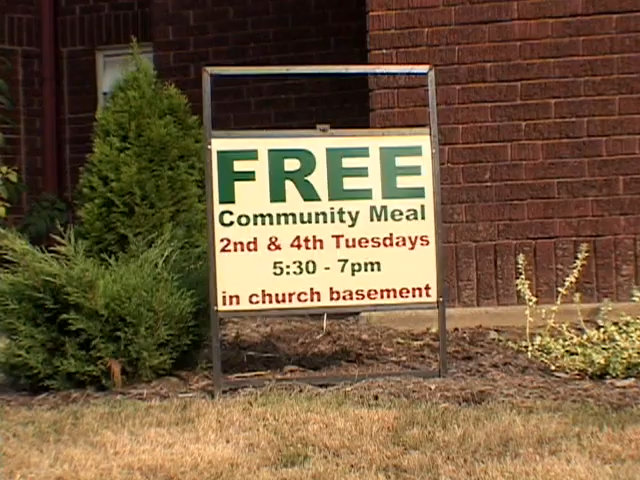 FREE
Community Meal
2nd & 4th Tuesdays
5:30 - 7pm
in church basement